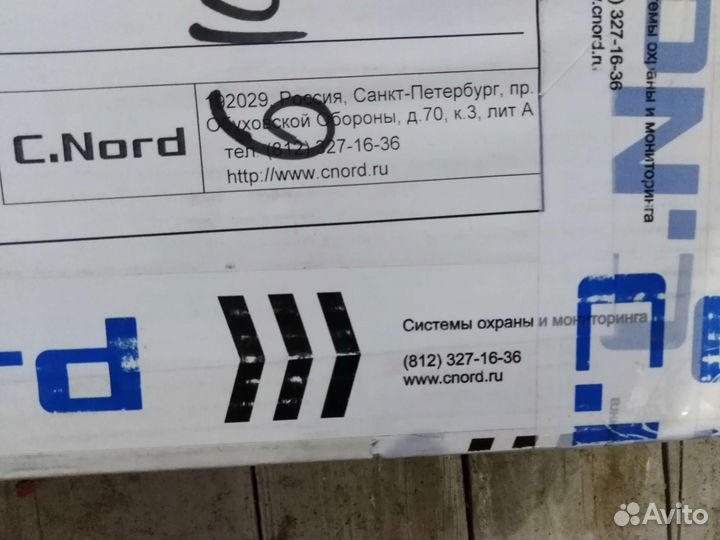 192029, Россия, Санкт-Петербург, пр.
Обуховской Обороны, д.70, к.3, лит А
C.Nord
тел. (812) 327-16-36
http://www.cnord.ru
Системы охраны и мониторинга
(812) 327-16-36
www.cnord.ru
охраны и мониторинга
) 327-16-36
cnord.ru
Avito